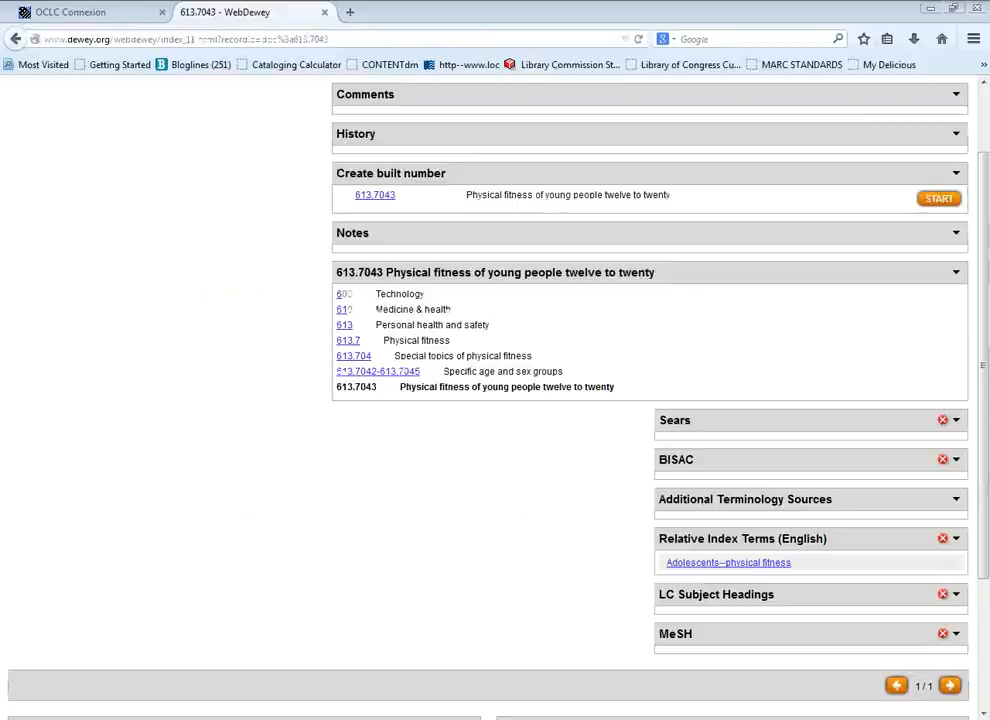 OCLC Connexion
613.7043 - WebDewey
Google
Most Visited Getting Started Bloglines (251) Cataloging Calculator CONTENTdm http--www.loc Library Commission St... Library of Congress Cu... MARC STANDARDS My Delicious
Comments
History
Create built number
613.7043 Physical fitness of young people twelve to twenty START
Notes
613.7043 Physical fitness of young people twelve to twenty
600 Technology
610 Medicine & health
613 Personal health and safety
613.7 Physical fitness
613.704 Special topics of physical fitness
613.7042-613.7045 Specific age and sex groups
613.7043 Physical fitness of young people twelve to twenty
Sears
BISAC
Additional Terminology Sources
Relative Index Terms (English)
Adolescents--physical fitness
LC Subject Headings
MeSH
1 / 1